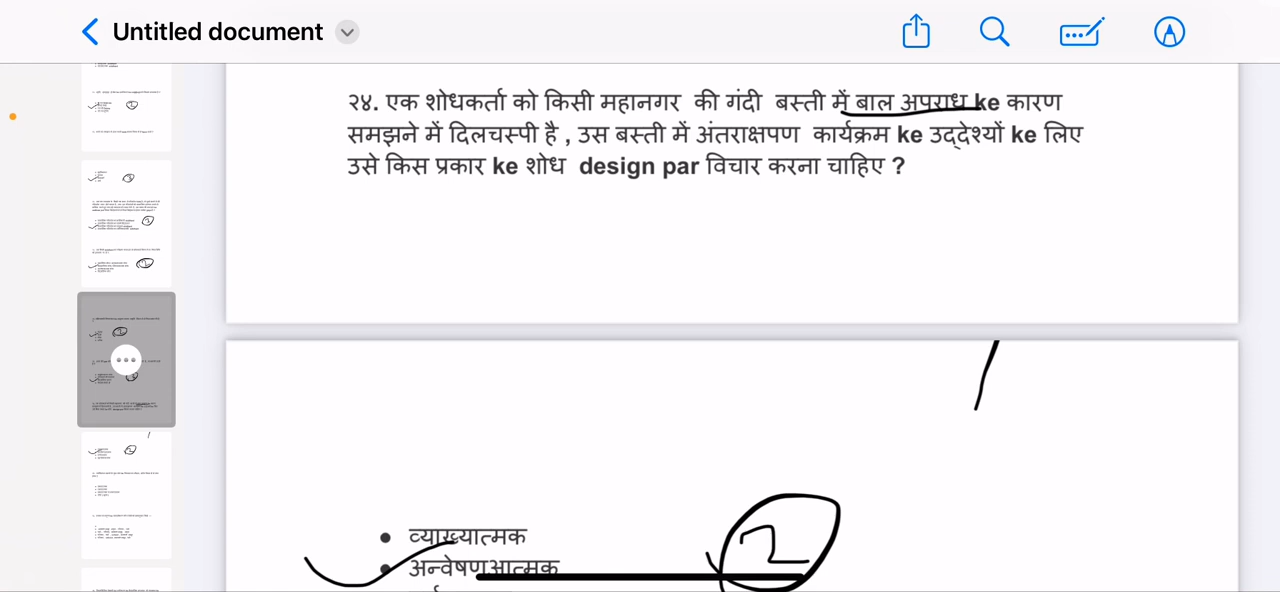 Untitled document
२४. एक शोधकर्ता को किसी महानगर की गंदी बस्ती में बाल अपराध ke कारण
समझने में दिलचस्पी है , उस बस्ती में अंतराक्षपण कार्यक्रम ke उद्देश्यों ke लिए
उसे किस प्रकार ke शोध design par विचार करना चाहिए ?
• व्याख्यात्मक
• अन्वेषणआत्मक
2